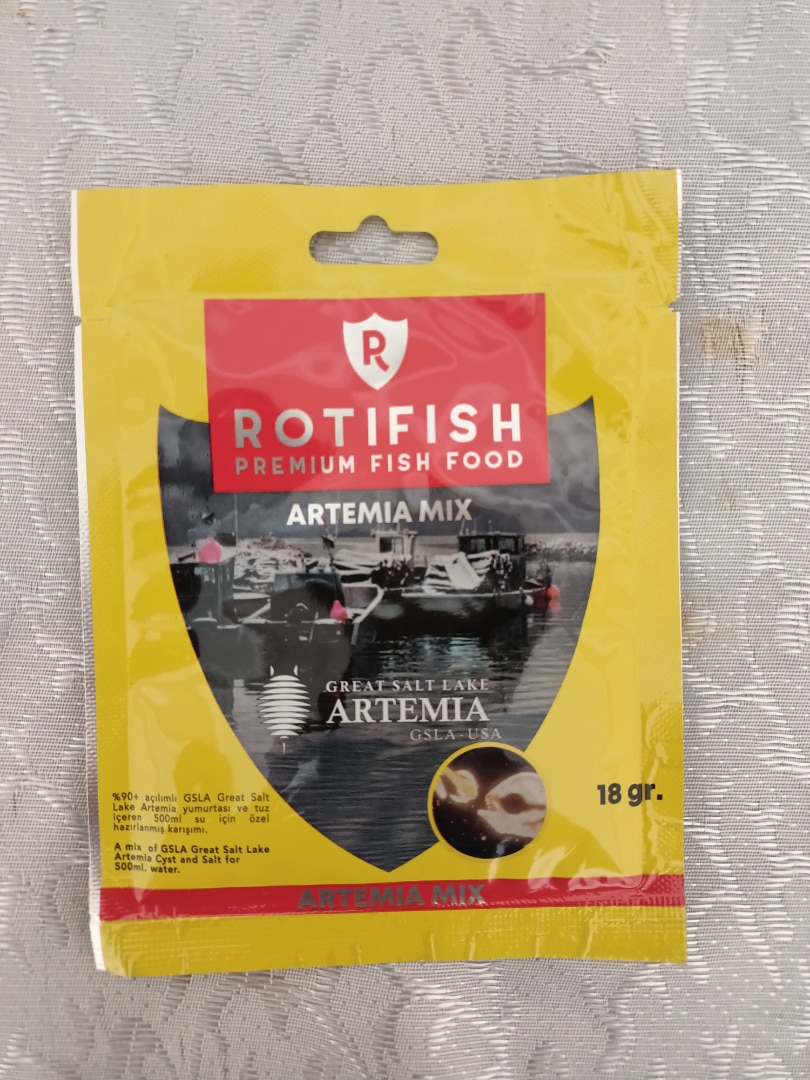 R
ROTIFISH
PREMIUM FISH FOOD
ARTEMIA MIX
GREAT SALT LAKE
ARTEMIA
GSLA - USA
18 gr.
%90+ açılımlı GSLA Great Salt
Lake Artemia yumurtası ve tuz
içeren 500ml su için özel
hazırlanmış karışımı.
A mix of GSLA Great Salt Lake
Artemia Cyst and Salt for
500ml. water.
ARTEMIA MIX